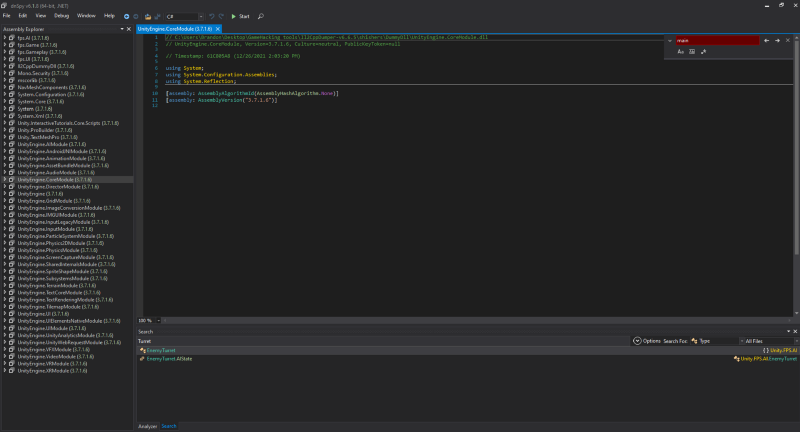 dnSpy v6.1.8 (64-bit, .NET)
File Edit View Debug Window Help C# Start
Assembly Explorer
fps.AI (3.7.1.6)
fps.Game (3.7.1.6)
fps.Gameplay (3.7.1.6)
fps.UI (3.7.1.6)
Il2CppDummyDll (3.7.1.6)
Mono.Security (3.7.1.6)
mscorlib (3.7.1.6)
NavMeshComponents (3.7.1.6)
System.Configuration (3.7.1.6)
System.Core (3.7.1.6)
System (3.7.1.6)
System.Xml (3.7.1.6)
Unity.InteractiveTutorials.Core.Scripts (3.7.1.6)
Unity.ProBuilder (3.7.1.6)
Unity.TextMeshPro (3.7.1.6)
UnityEngine.AIModule (3.7.1.6)
UnityEngine.AndroidJNIModule (3.7.1.6)
UnityEngine.AnimationModule (3.7.1.6)
UnityEngine.AssetBundleModule (3.7.1.6)
UnityEngine.AudioModule (3.7.1.6)
UnityEngine.CoreModule (3.7.1.6)
UnityEngine.DirectorModule (3.7.1.6)
UnityEngine (3.7.1.6)
UnityEngine.GridModule (3.7.1.6)
UnityEngine.ImageConversionModule (3.7.1.6)
UnityEngine.IMGUIModule (3.7.1.6)
UnityEngine.InputLegacyModule (3.7.1.6)
UnityEngine.InputModule (3.7.1.6)
UnityEngine.ParticleSystemModule (3.7.1.6)
UnityEngine.Physics2DModule (3.7.1.6)
UnityEngine.PhysicsModule (3.7.1.6)
UnityEngine.ScreenCaptureModule (3.7.1.6)
UnityEngine.SharedInternalsModule (3.7.1.6)
UnityEngine.SpriteShapeModule (3.7.1.6)
UnityEngine.SubsystemsModule (3.7.1.6)
UnityEngine.TerrainModule (3.7.1.6)
UnityEngine.TextCoreModule (3.7.1.6)
UnityEngine.TextRenderingModule (3.7.1.6)
UnityEngine.TilemapModule (3.7.1.6)
UnityEngine.UI (3.7.1.6)
UnityEngine.UIElementsNativeModule (3.7.1.6)
UnityEngine.UIModule (3.7.1.6)
UnityEngine.UnityAnalyticsModule (3.7.1.6)
UnityEngine.UnityWebRequestModule (3.7.1.6)
UnityEngine.VFXModule (3.7.1.6)
UnityEngine.VideoModule (3.7.1.6)
UnityEngine.VRModule (3.7.1.6)
UnityEngine.XRModule (3.7.1.6)
UnityEngine.CoreModule (3.7.1.6)
1 // C:\Users\Brandon\Desktop\GameHacking tools\Il2CppDumper-v6.6.5\shishers\DummyDll\UnityEngine.CoreModule.dll
2 // UnityEngine.CoreModule, Version=3.7.1.6, Culture=neutral, PublicKeyToken=null
3
4 // Timestamp: 61C805A8 (12/26/2021 2:03:20 PM)
5
6 using System;
7 using System.Configuration.Assemblies;
8 using System.Reflection;
9
10 [assembly: AssemblyAlgorithmId(AssemblyHashAlgorithm.None)]
11 [assembly: AssemblyVersion("3.7.1.6")]
12
main
Aa
100 %
Search
Turret Options Search For: Type All Files
EnemyTurret { } Unity.FPS.AI
EnemyTurret.AIState Unity.FPS.AI.EnemyTurret
Analyzer Search